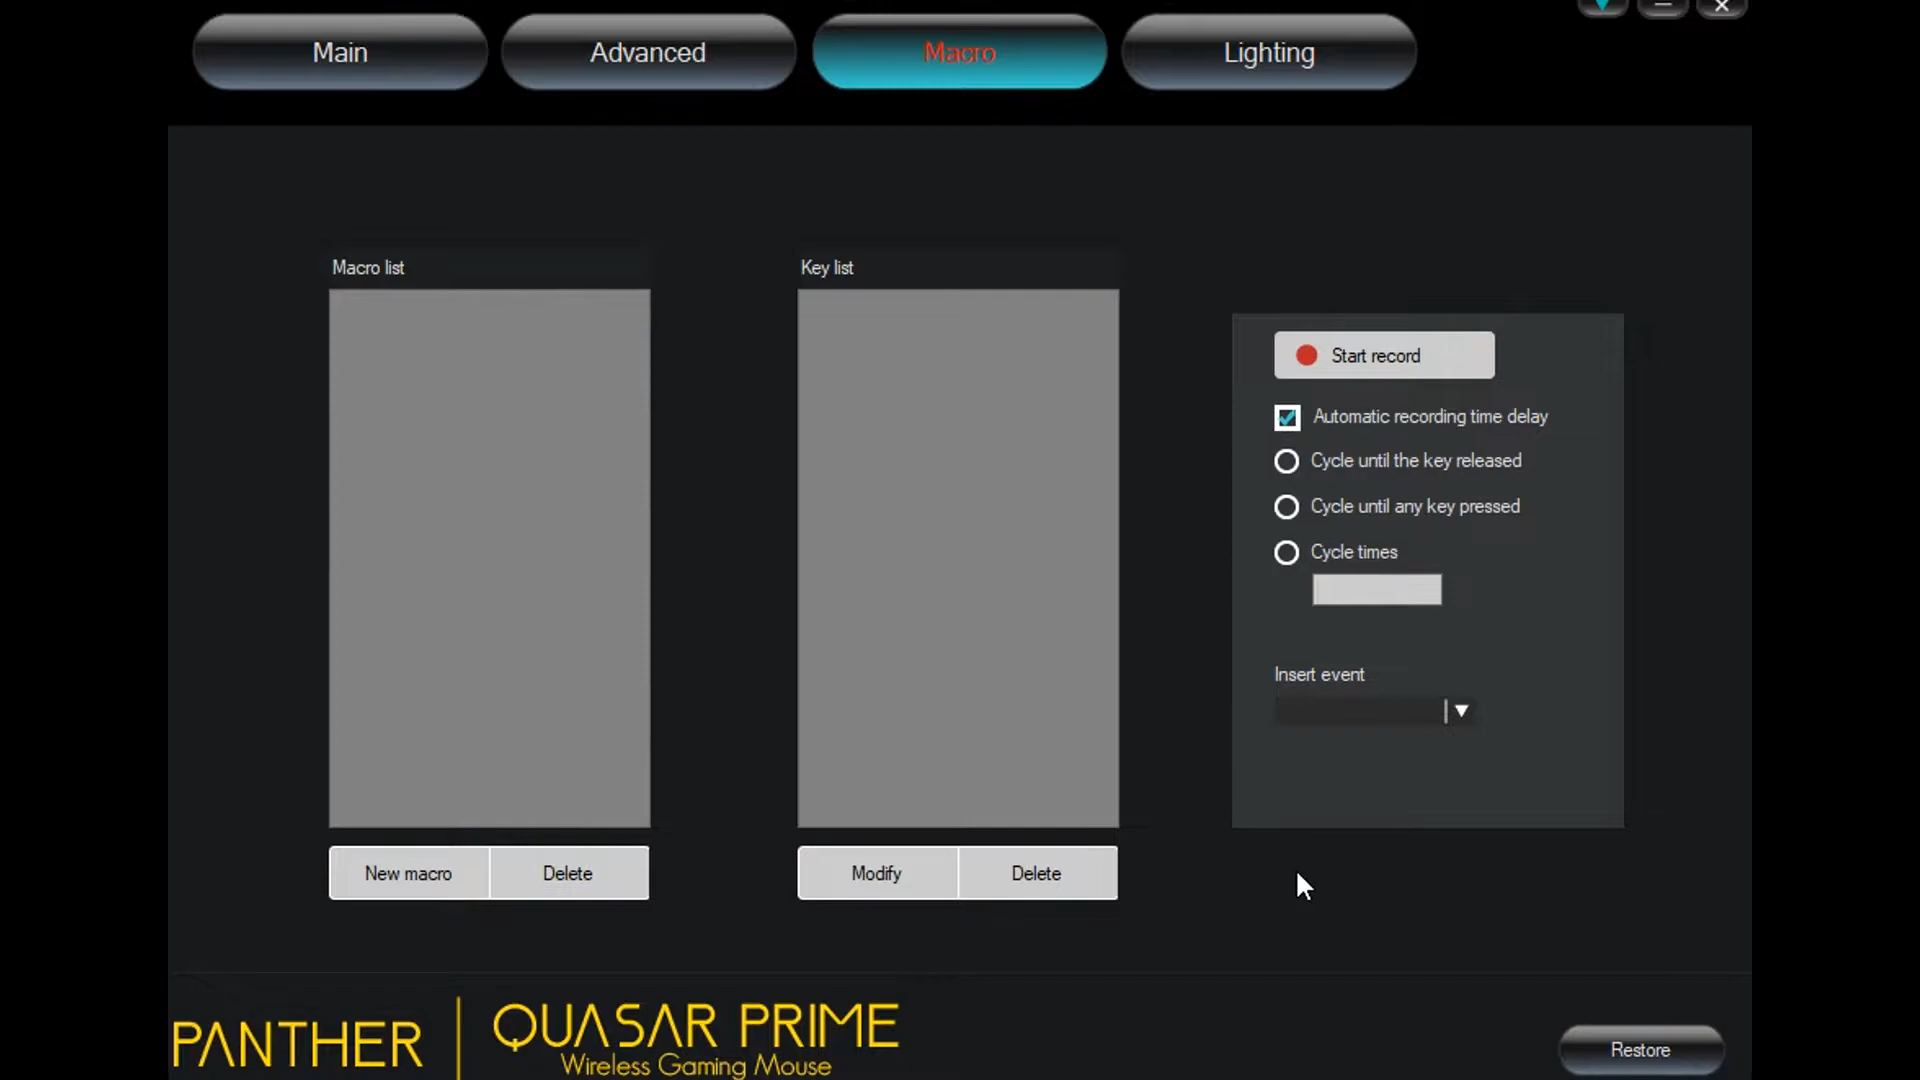 Main
Advanced
Macro
Lighting
Macro list
Key list
Start record
Automatic recording time delay
Cycle until the key released
Cycle until any key pressed
Cycle times
Insert event
New macro
Delete
Modify
Delete
PANTHER
QUASAR PRIME
Wireless Gaming Mouse
Restore